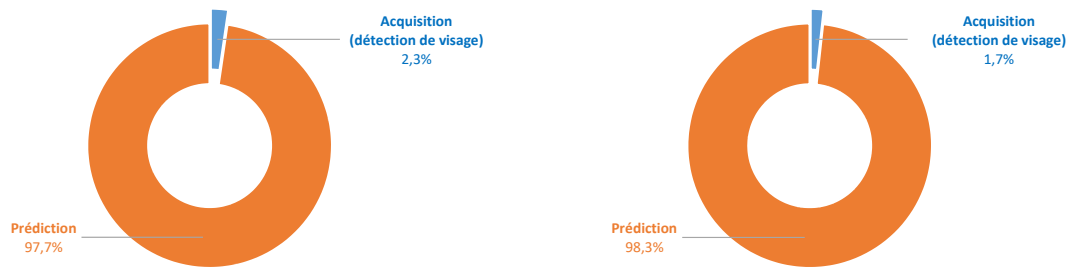 Acquisition
(détection de visage)
2,3%
Prédiction
97,7%
Acquisition
(détection de visage)
1,7%
Prédiction
98,3%